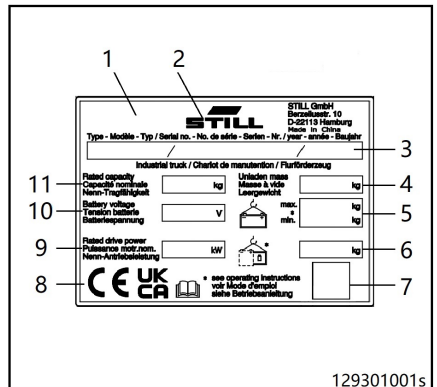 1
2
STILL
STILL GmbH
Berzeliusstr. 10
D-22113 Hamburg
Made in China
Type - Modèle - Typ / Serial no. - No. de série - Serien - Nr. / year - année - Baujahr
/ /
3
Industrial truck / Chariot de manutention / Flurförderzeug
11
Rated capacity
Capacité nominale
Nenn-Tragfähigkeit
kg
Unladen mass
Masse à vide
Leergewicht
kg
4
10
Battery voltage
Tension batterie
Batteriespannung
V
max.
*
min.
kg
kg
5
9
Rated drive power
Puissance motr.nom.
Nenn-Antriebsleistung
kW
*
kg
6
8
CE UK
CA
* see operating instructions
voir Mode d'emploi
siehe Betriebsanleitung
7
129301001s